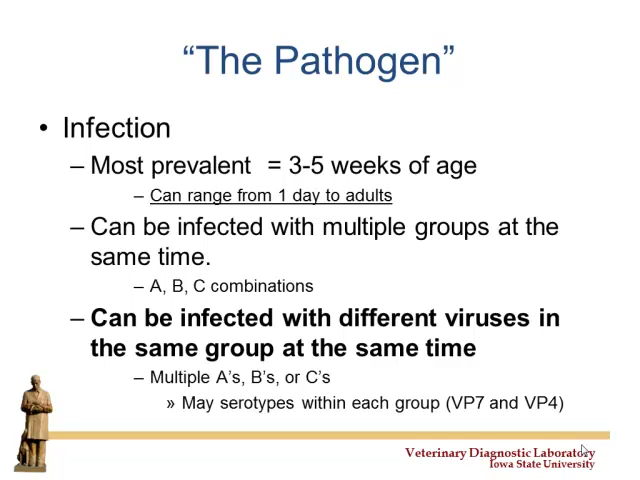 “The Pathogen”
• Infection
– Most prevalent = 3-5 weeks of age
– Can range from 1 day to adults
– Can be infected with multiple groups at the
same time.
– A, B, C combinations
– Can be infected with different viruses in
the same group at the same time
– Multiple A’s, B’s, or C’s
» May serotypes within each group (VP7 and VP4)
Veterinary Diagnostic Laboratory
Iowa State University